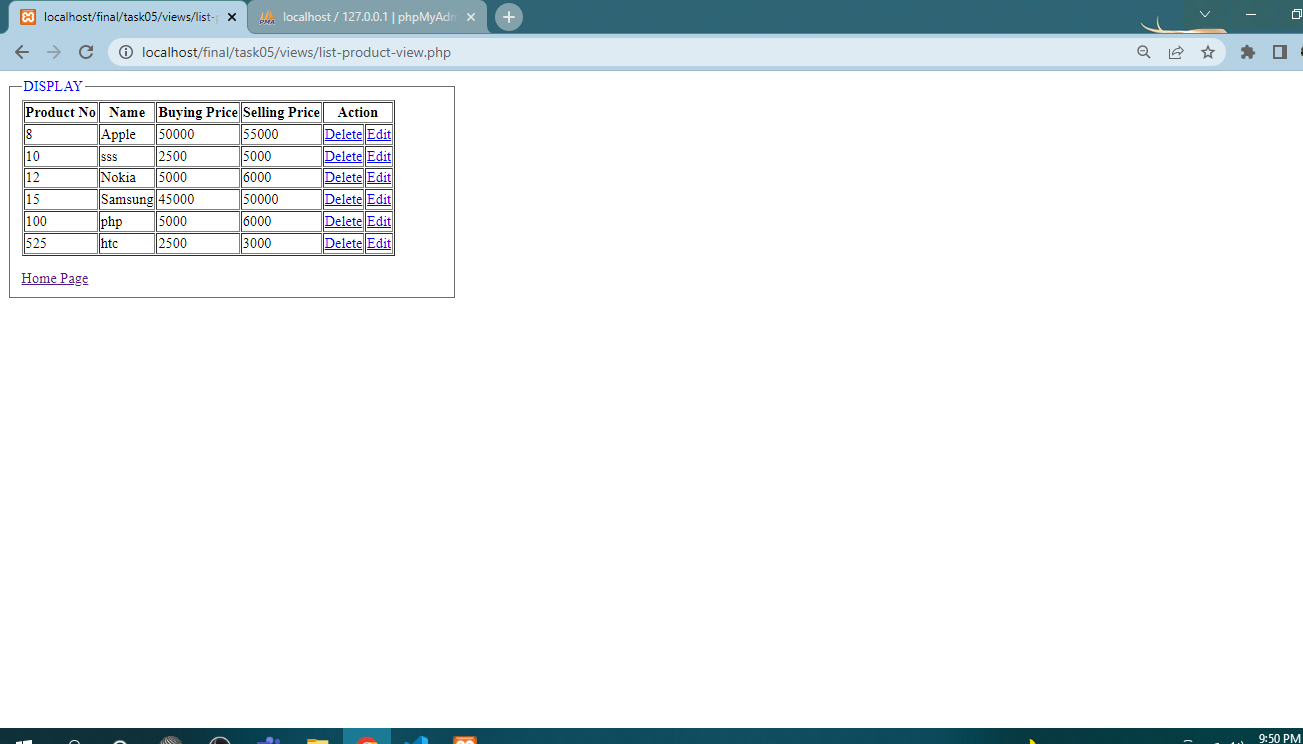 localhost/final/task05/views/list-
localhost / 127.0.0.1 | phpMyAdm
localhost/final/task05/views/list-product-view.php
DISPLAY
Product No Name Buying Price Selling Price Action
8 Apple 50000 55000 Delete Edit
10 sss 2500 5000 Delete Edit
12 Nokia 5000 6000 Delete Edit
15 Samsung 45000 50000 Delete Edit
100 php 5000 6000 Delete Edit
525 htc 2500 3000 Delete Edit
Home Page
9:50 PM